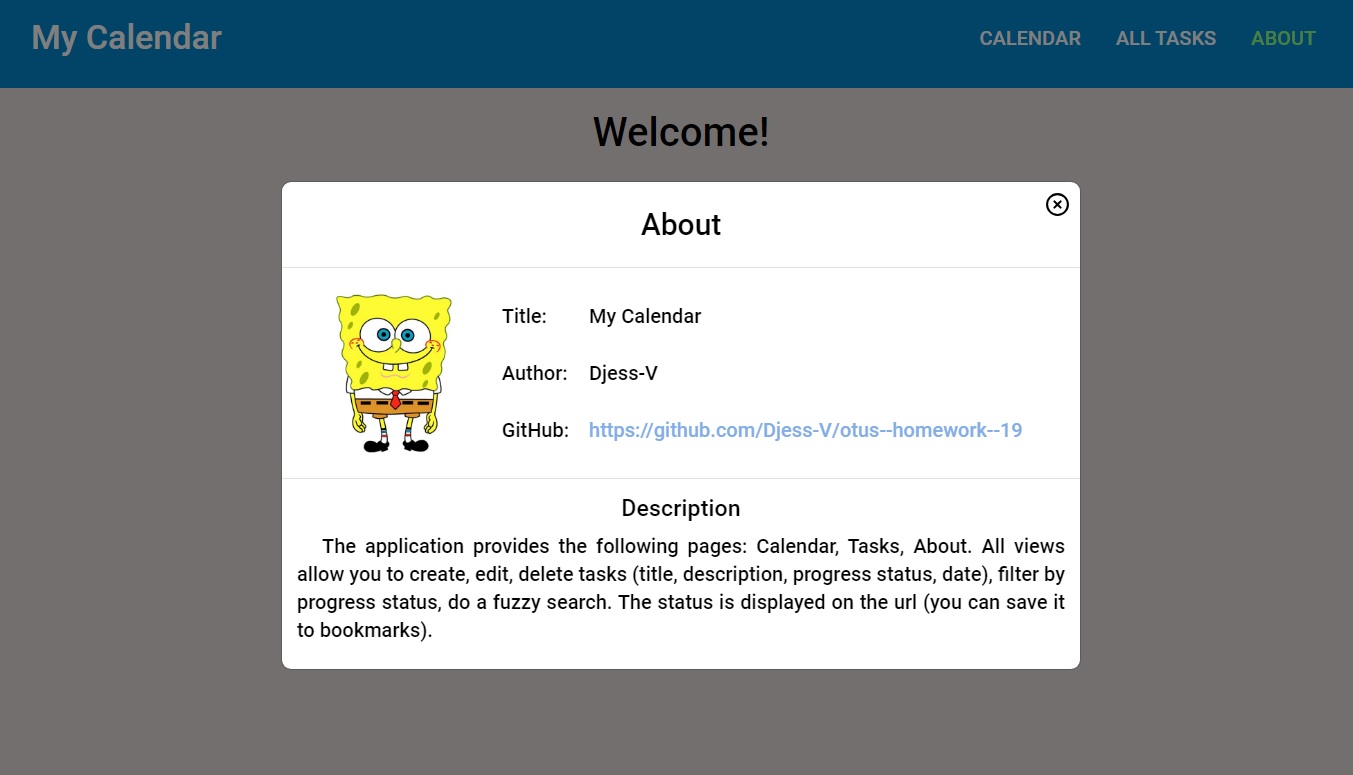 My Calendar
CALENDAR ALL TASKS ABOUT
Welcome!
About
Title: My Calendar
Author: Djess-V
GitHub: https://github.com/Djess-V/otus--homework--19
Description
The application provides the following pages: Calendar, Tasks, About. All views
allow you to create, edit, delete tasks (title, description, progress status, date), filter by
progress status, do a fuzzy search. The status is displayed on the url (you can save it
to bookmarks).